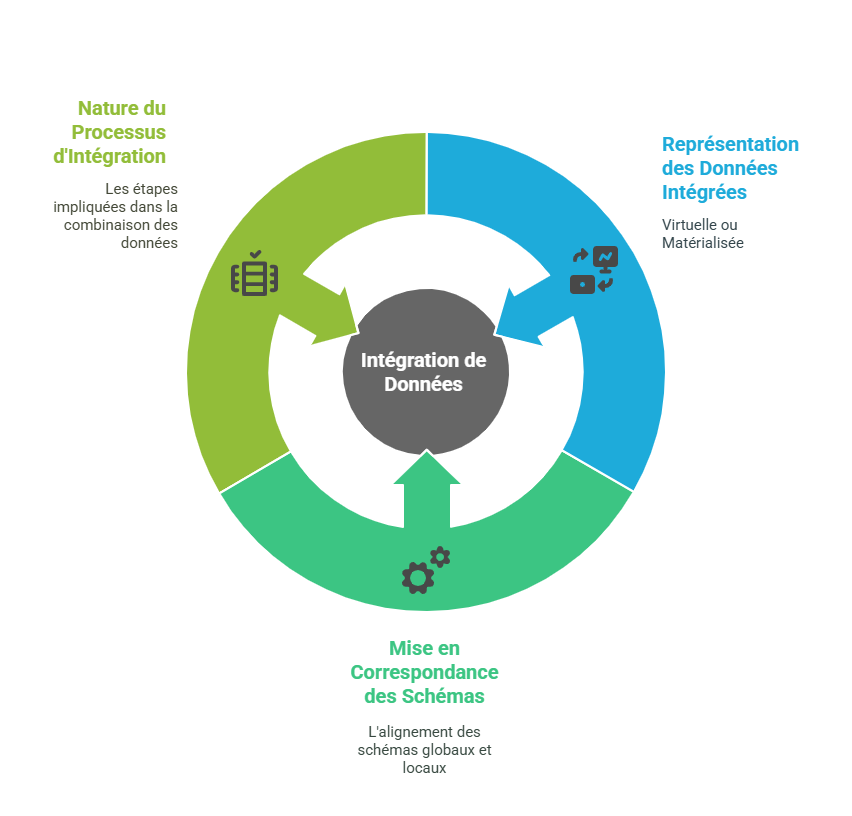 Nature du
Processus
d'Intégration
Les étapes
impliquées dans la
combinaison des
données
Représentation
des Données
Intégrées
Virtuelle ou
Matérialisée
Intégration de
Données
Mise en
Correspondance
des Schémas
L'alignement des
schémas globaux et
locaux